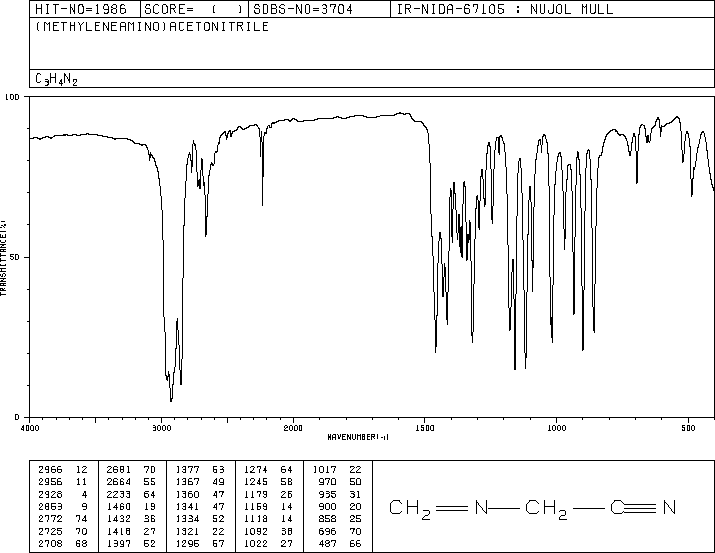 HIT-NO=1986 SCORE= ( ) SDBS-NO=3704 IR-NIDA-67105 : NUJOL MULL
(METHYLENEAMINO)ACETONITRILE
C3H4N2
100
50
0
TRANSMITTANCE(%)
4000 3000 2000 1500 1000 500
WAVENUMBER(-1)
2966 12 2681 70 1377 53 1274 64 1017 22
2956 11 2664 55 1367 49 1245 58 970 50
2928 4 2233 64 1360 47 1179 26 935 31
2853 9 1460 19 1341 47 1159 14 900 20
2772 74 1432 36 1334 52 1118 14 858 25
2725 70 1418 27 1321 22 1092 38 696 70
2708 68 1397 52 1295 57 1022 27 487 66
CH2=N—CH2—C≡N